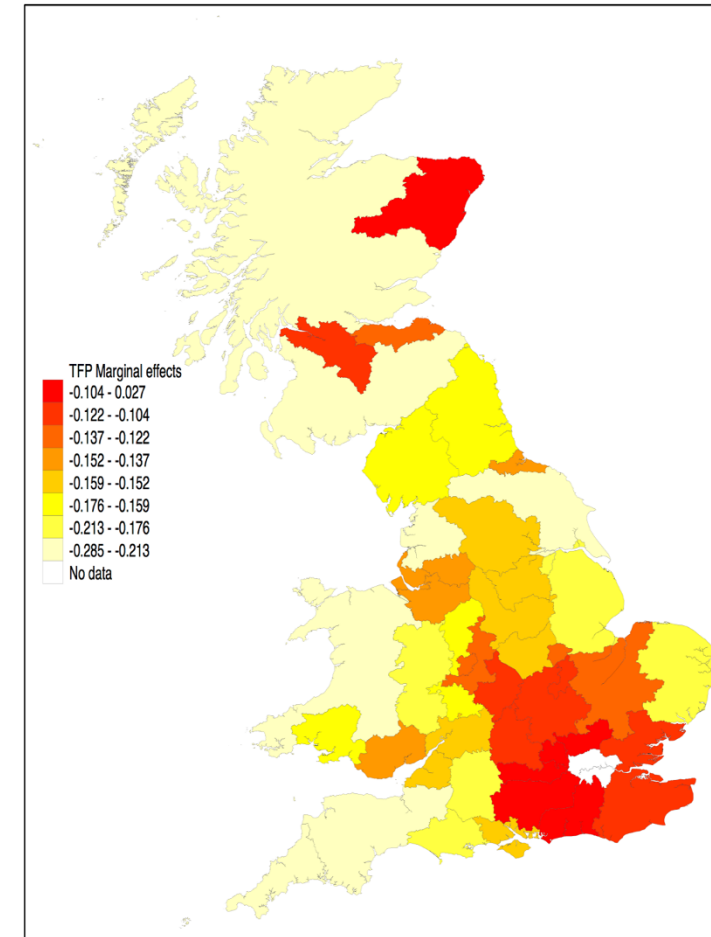 TFP Marginal effects
-0.104 - 0.027
-0.122 - -0.104
-0.137 - -0.122
-0.152 - -0.137
-0.159 - -0.152
-0.176 - -0.159
-0.213 - -0.176
-0.285 - -0.213
No data